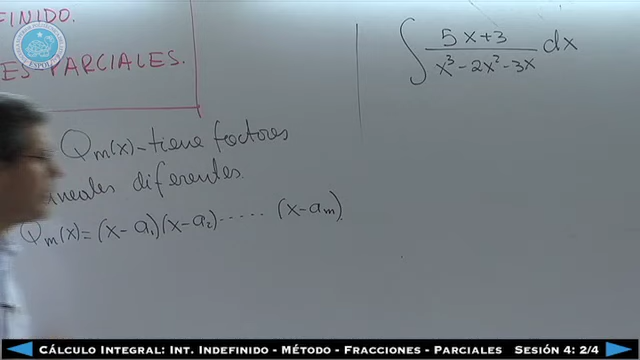 FINIDO.
ES-PARCIALES.
ESPOL
Qm(x)-tiene factores
lineales diferentes
Qm(x)=(x-a₁)(x-a₂)......(x-am)
∫ 5x+3 / x³-2x²-3x dx
Cálculo Integral: Int. Indefinido - Método - Fracciones - Parciales Sesión 4: 2/4